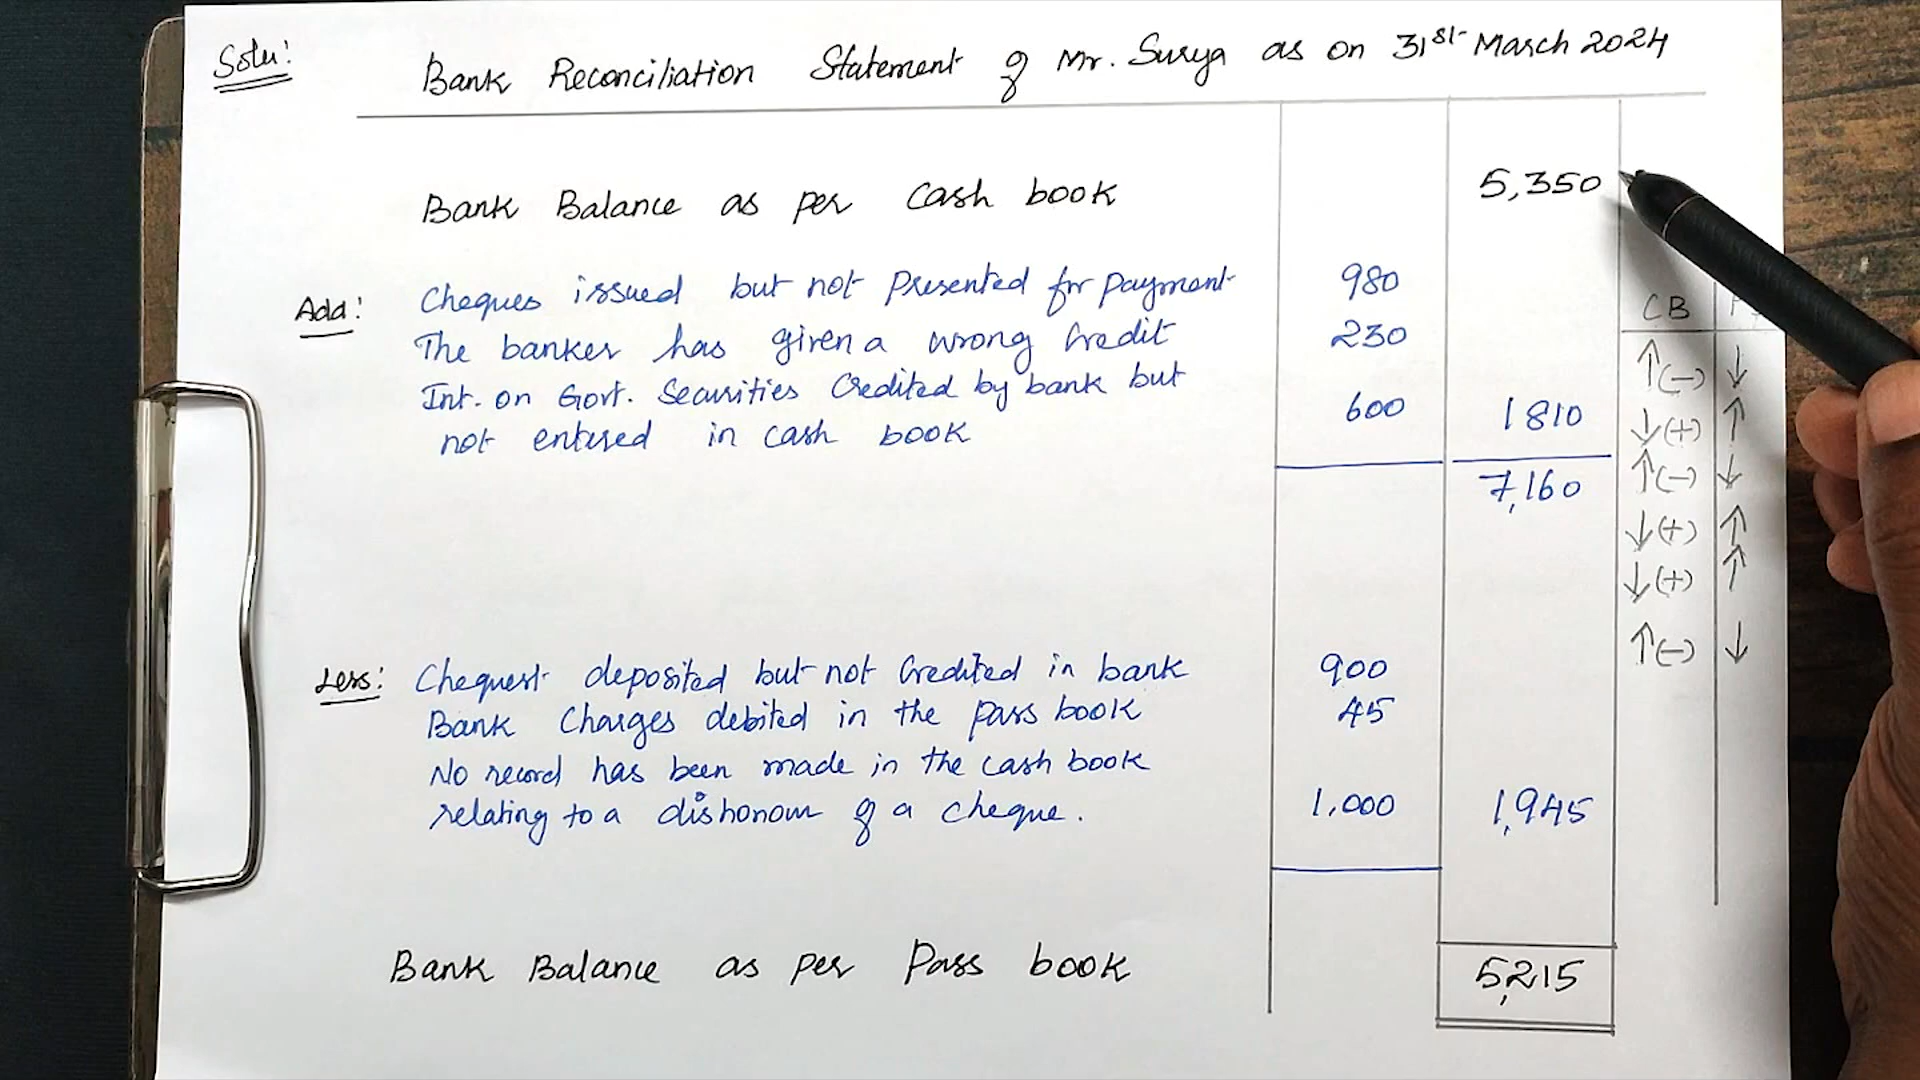 Soln:
Bank Reconciliation Statement of Mr. Surya as on 31st March 2024
Bank Balance as per Cash book 5,350
Add: Cheques issued but not Presented for payment 980
The banker has given a wrong Credit 230
Int. on Govt. Securities Credited by bank but
not entered in cash book 600 1810
7,160
Less: Chequest deposited but not Credited in bank 900
Bank Charges debited in the pass book 45
No record has been made in the cash book
relating to a dishonour of a cheque. 1,000 1,945
Bank Balance as per Pass book 5,215
CB P
↑(-) ↓
↓(+) ↑
↑(-) ↓
↓(+) ↑
↓(+) ↑
↑(-) ↓